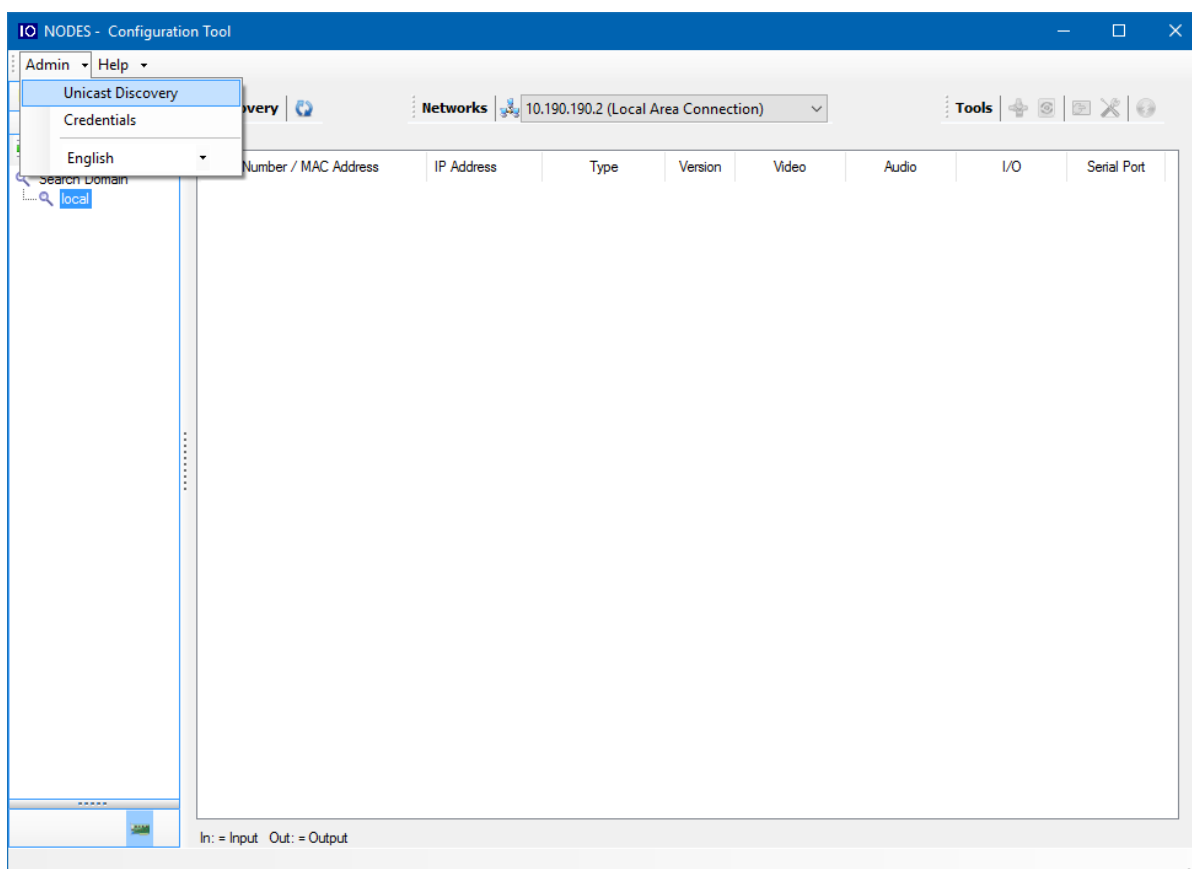 IO NODES - Configuration Tool
Admin Help
Unicast Discovery
Credentials
English
overy Networks 10.190.190.2 (Local Area Connection) Tools
Number / MAC Address IP Address Type Version Video Audio I/O Serial Port
Search Domain
local
In: = Input Out: = Output